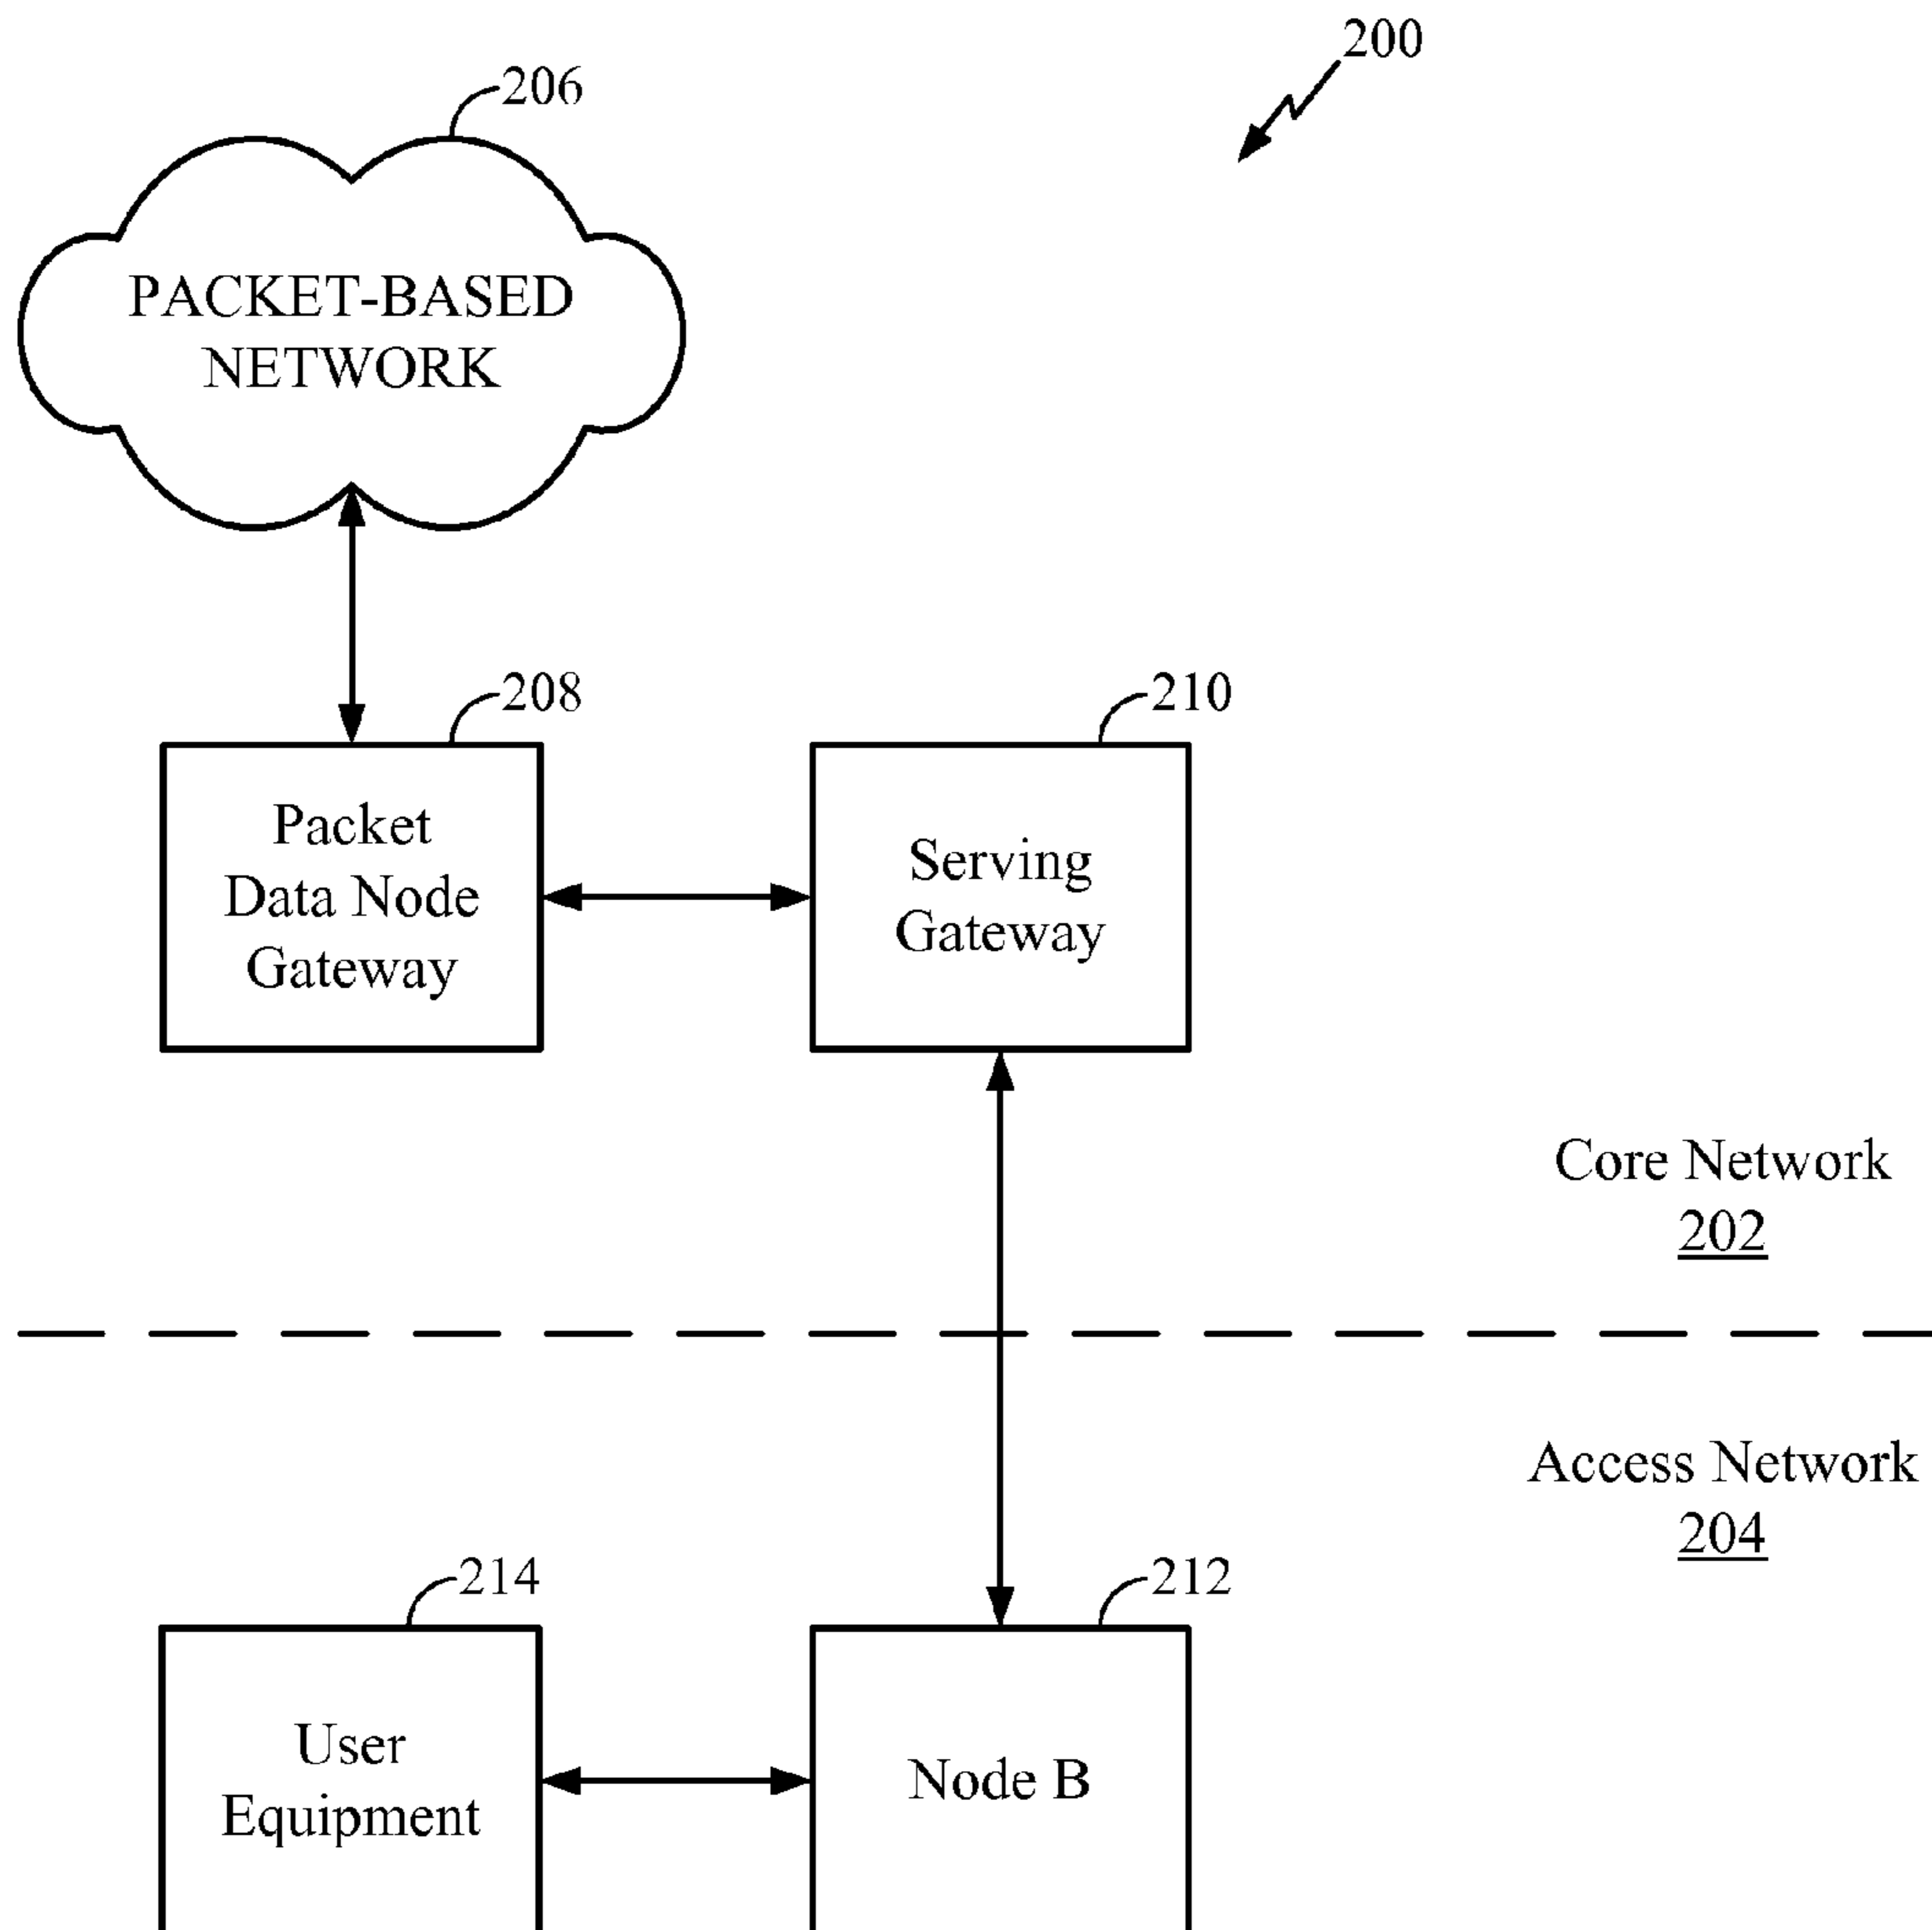 200
206
PACKET-BASED
NETWORK
208
210
Packet
Data Node
Gateway
Serving
Gateway
Core Network
202
Access Network
204
214
212
User
Equipment
Node B